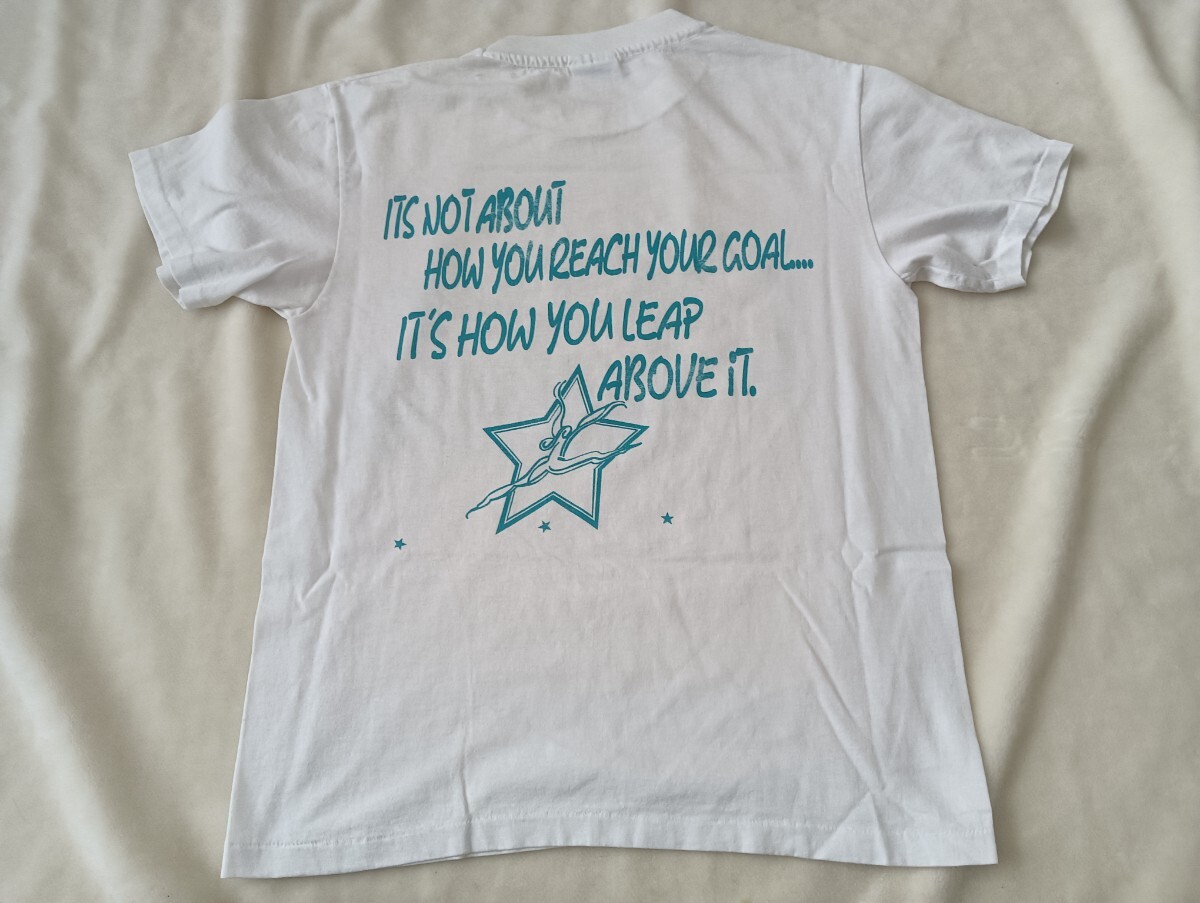 ITS NOT ABOUT
HOW YOU REACH YOUR GOAL....
IT'S HOW YOU LEAP
ABOVE IT.